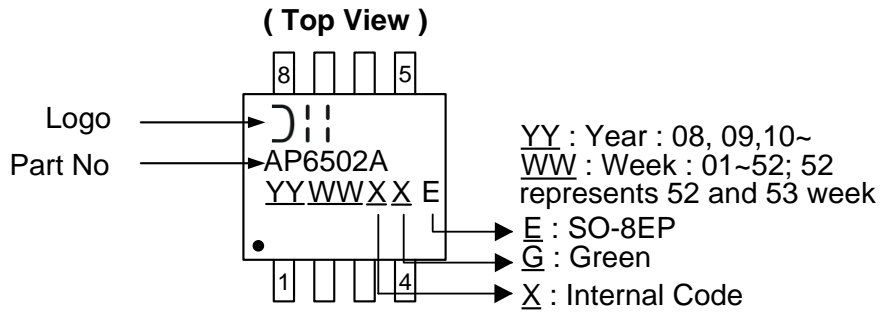 ( Top View )
8 5
Logo
Part No
AP6502A
YY WW X X E
1 4
YY : Year : 08, 09,10~
WW : Week : 01~52; 52
represents 52 and 53 week
E : SO-8EP
G : Green
X : Internal Code